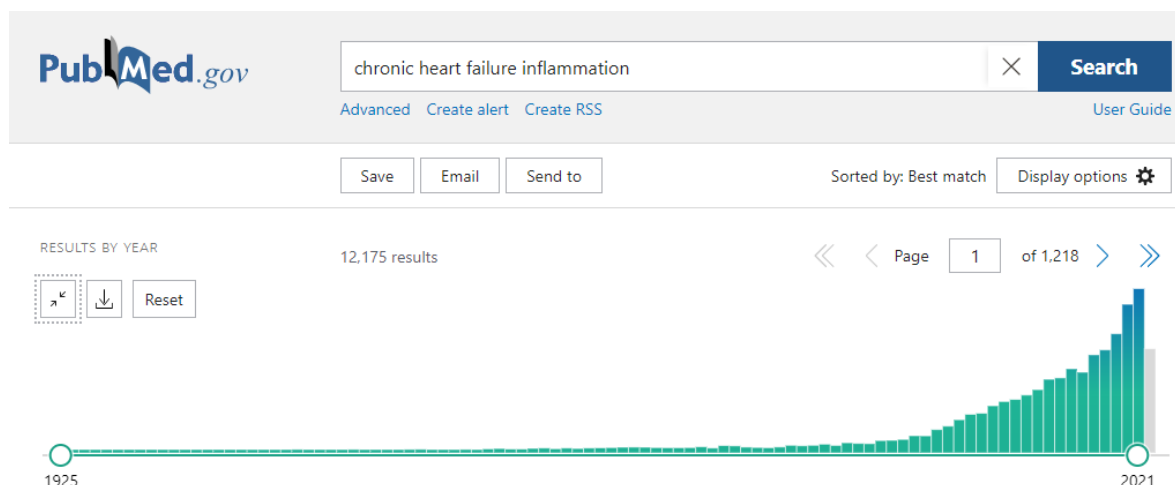 PubMed.gov
chronic heart failure inflammation
Search
Advanced Create alert Create RSS User Guide
Save Email Send to Sorted by: Best match Display options
RESULTS BY YEAR
12,175 results Page 1 of 1,218
Reset
1925 2021